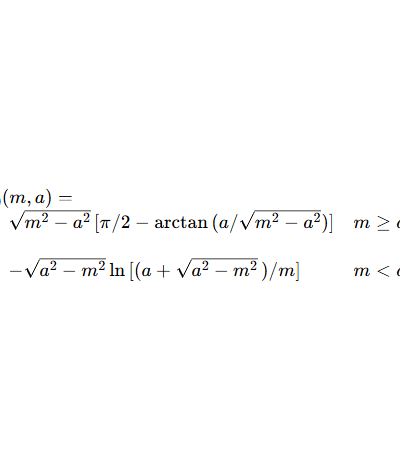 (m, a) =
√(m² − a²) [π/2 − arctan (a/√(m² − a²))] m ≥
−√(a² − m²) ln [(a + √(a² − m²) )/m] m <